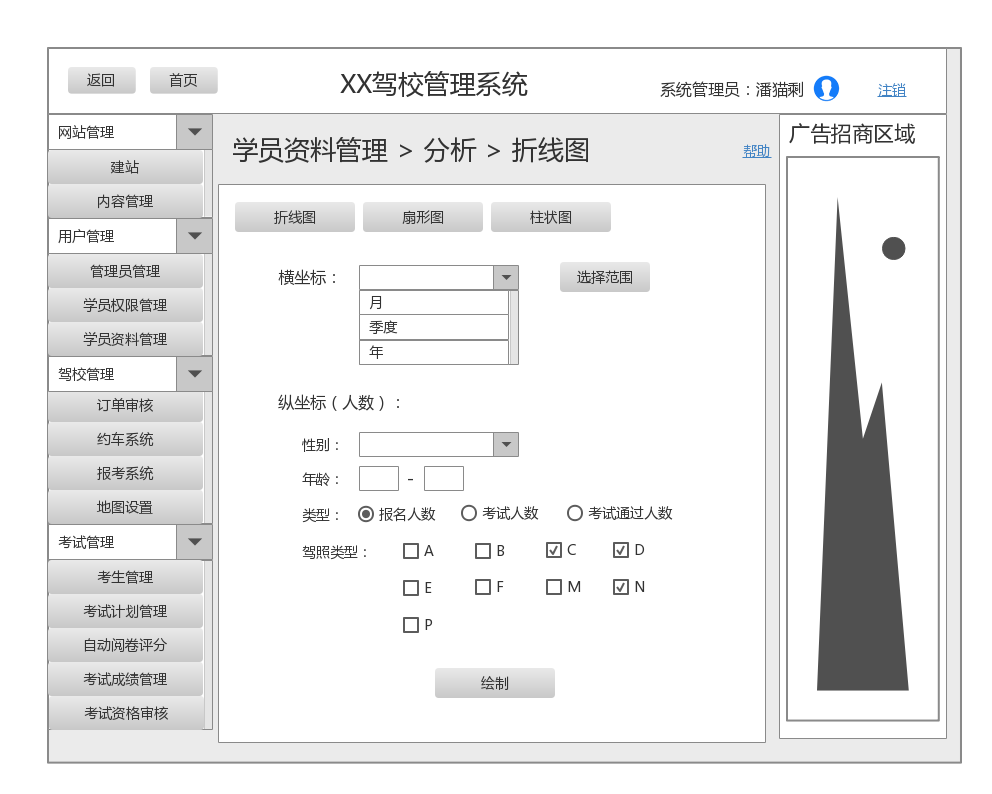 返回
首页
XX驾校管理系统
系统管理员：潘猫剩
注销
网站管理
建站
内容管理
用户管理
管理员管理
学员权限管理
学员资料管理
驾校管理
订单审核
约车系统
报考系统
地图设置
考试管理
考生管理
考试计划管理
自动阅卷评分
考试成绩管理
考试资格审核
学员资料管理 > 分析 > 折线图
帮助
折线图
扇形图
柱状图
横坐标：
选择范围
月
季度
年
纵坐标（人数）：
性别：
年龄： -
类型： 报名人数 考试人数 考试通过人数
驾照类型： A B C D
E F M N
P
绘制
广告招商区域